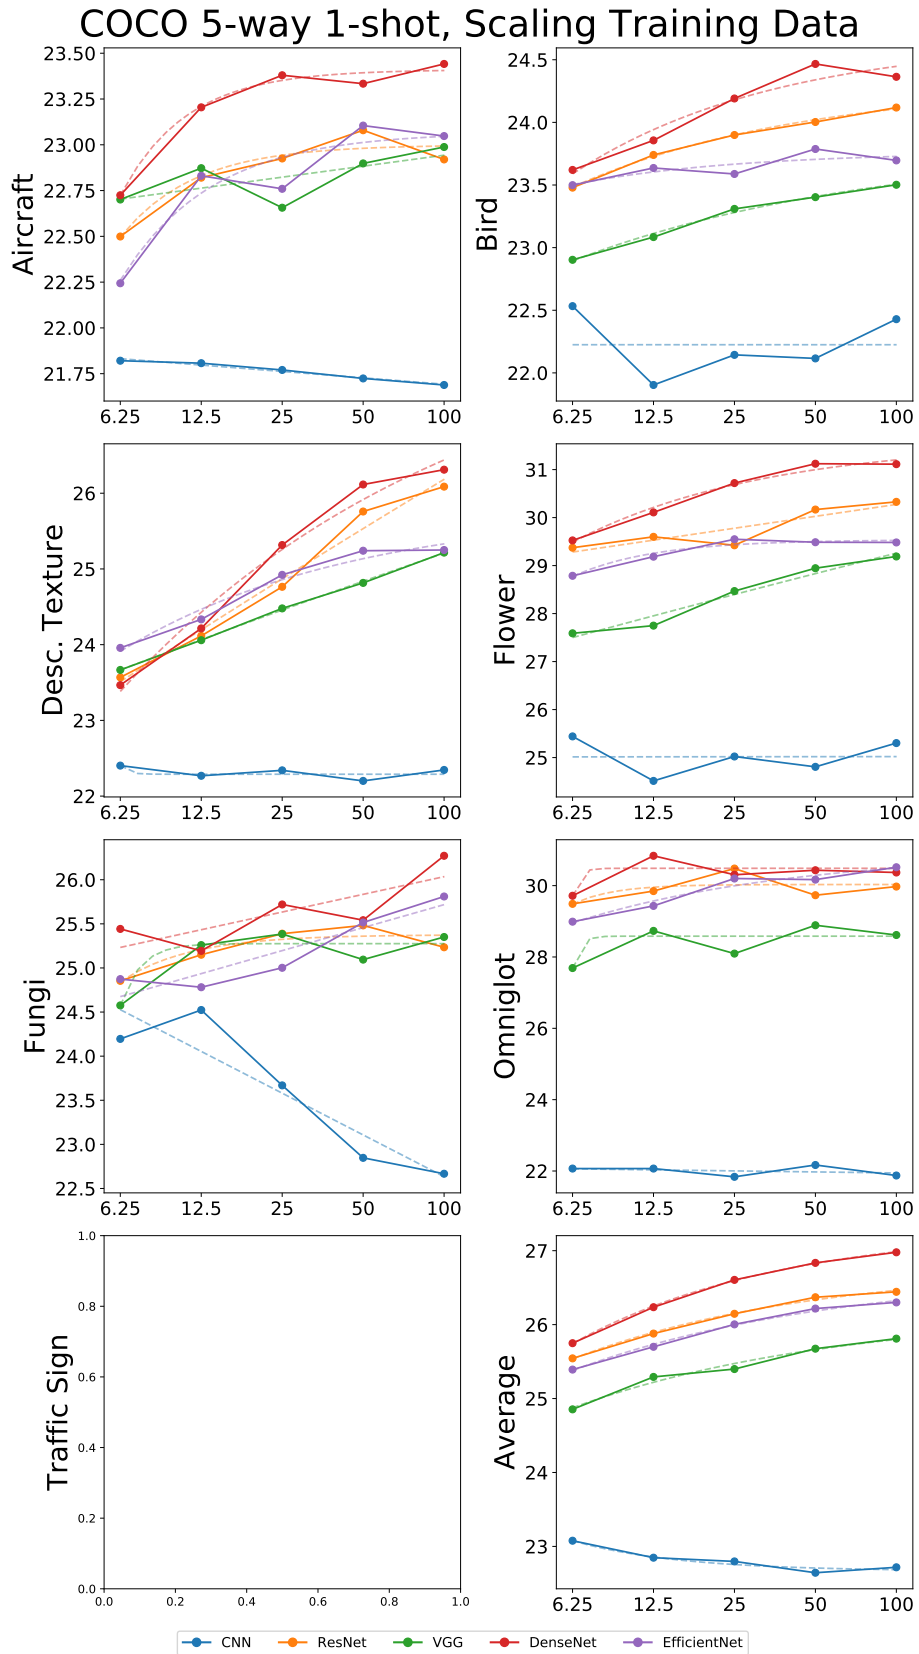 COCO 5-way 1-shot, Scaling Training Data
Aircraft
23.50
23.25
23.00
22.75
22.50
22.25
22.00
21.75
6.25 12.5 25 50 100
Bird
24.5
24.0
23.5
23.0
22.5
22.0
6.25 12.5 25 50 100
Desc. Texture
26
25
24
23
22
6.25 12.5 25 50 100
Flower
31
30
29
28
27
26
25
6.25 12.5 25 50 100
Fungi
26.0
25.5
25.0
24.5
24.0
23.5
23.0
22.5
6.25 12.5 25 50 100
Omniglot
30
28
26
24
22
6.25 12.5 25 50 100
Traffic Sign
1.0
0.8
0.6
0.4
0.2
0.0
0.0 0.2 0.4 0.6 0.8 1.0
Average
27
26
25
24
23
6.25 12.5 25 50 100
CNN ResNet VGG DenseNet EfficientNet